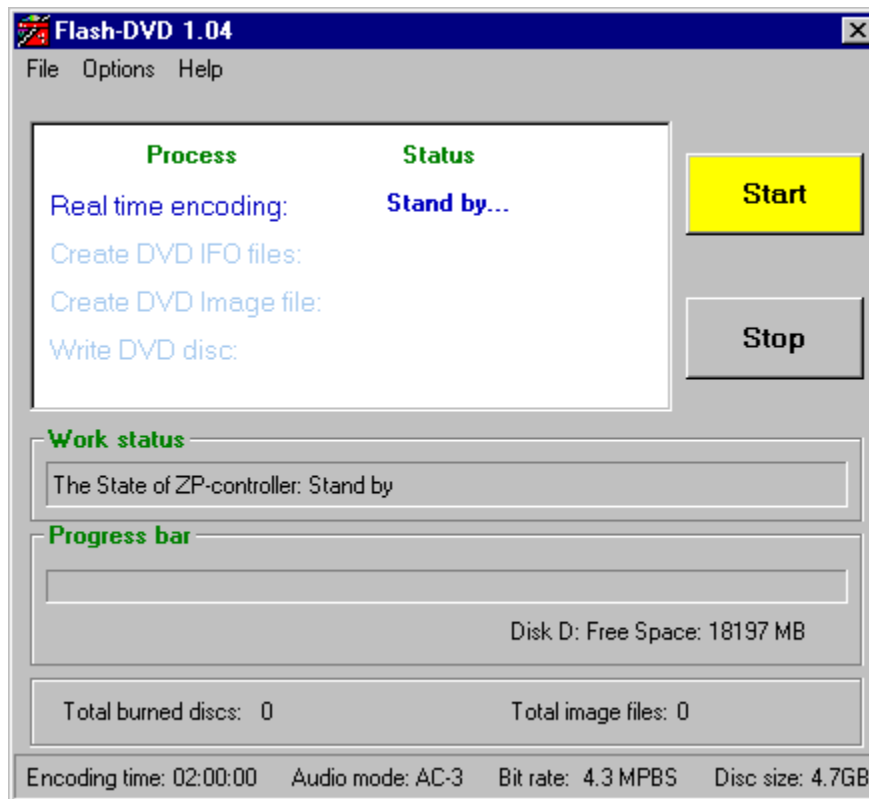 Flash-DVD 1.04
File Options Help
Process Status
Real time encoding: Stand by...
Create DVD IFO files:
Create DVD Image file:
Write DVD disc:
Start
Stop
Work status
The State of ZP-controller: Stand by
Progress bar
Disk D: Free Space: 18197 MB
Total burned discs: 0 Total image files: 0
Encoding time: 02:00:00 Audio mode: AC-3 Bit rate: 4.3 MPBS Disc size: 4.7GB